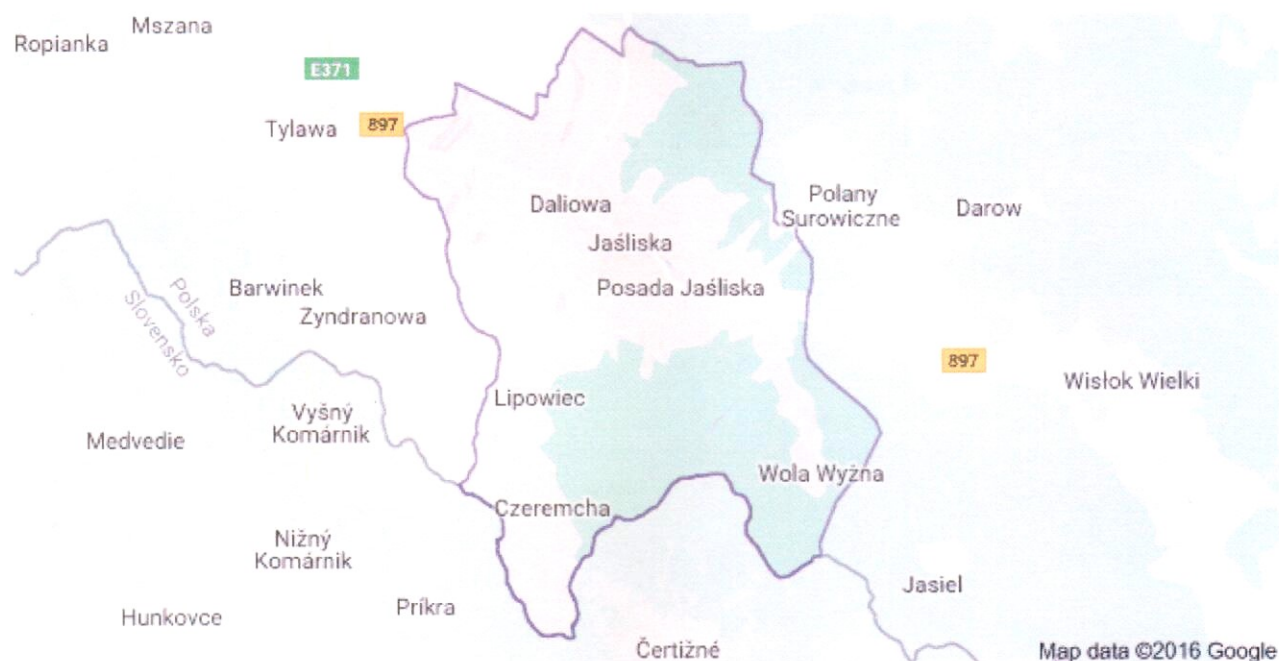 Mszana
Ropianka
E371
Tylawa
897
Daliowa
Polany
Surowiczne
Darow
Jaśliska
Barwinek
Posada Jaśliska
Polska
Slovensko
Zyndranowa
897
Wisłok Wielki
Lipowiec
Vyšný
Komárnik
Medvedie
Wola Wyżna
Czeremcha
Nižný
Komárnik
Jasiel
Príkra
Hunkovce
Čertižné
Map data ©2016 Google